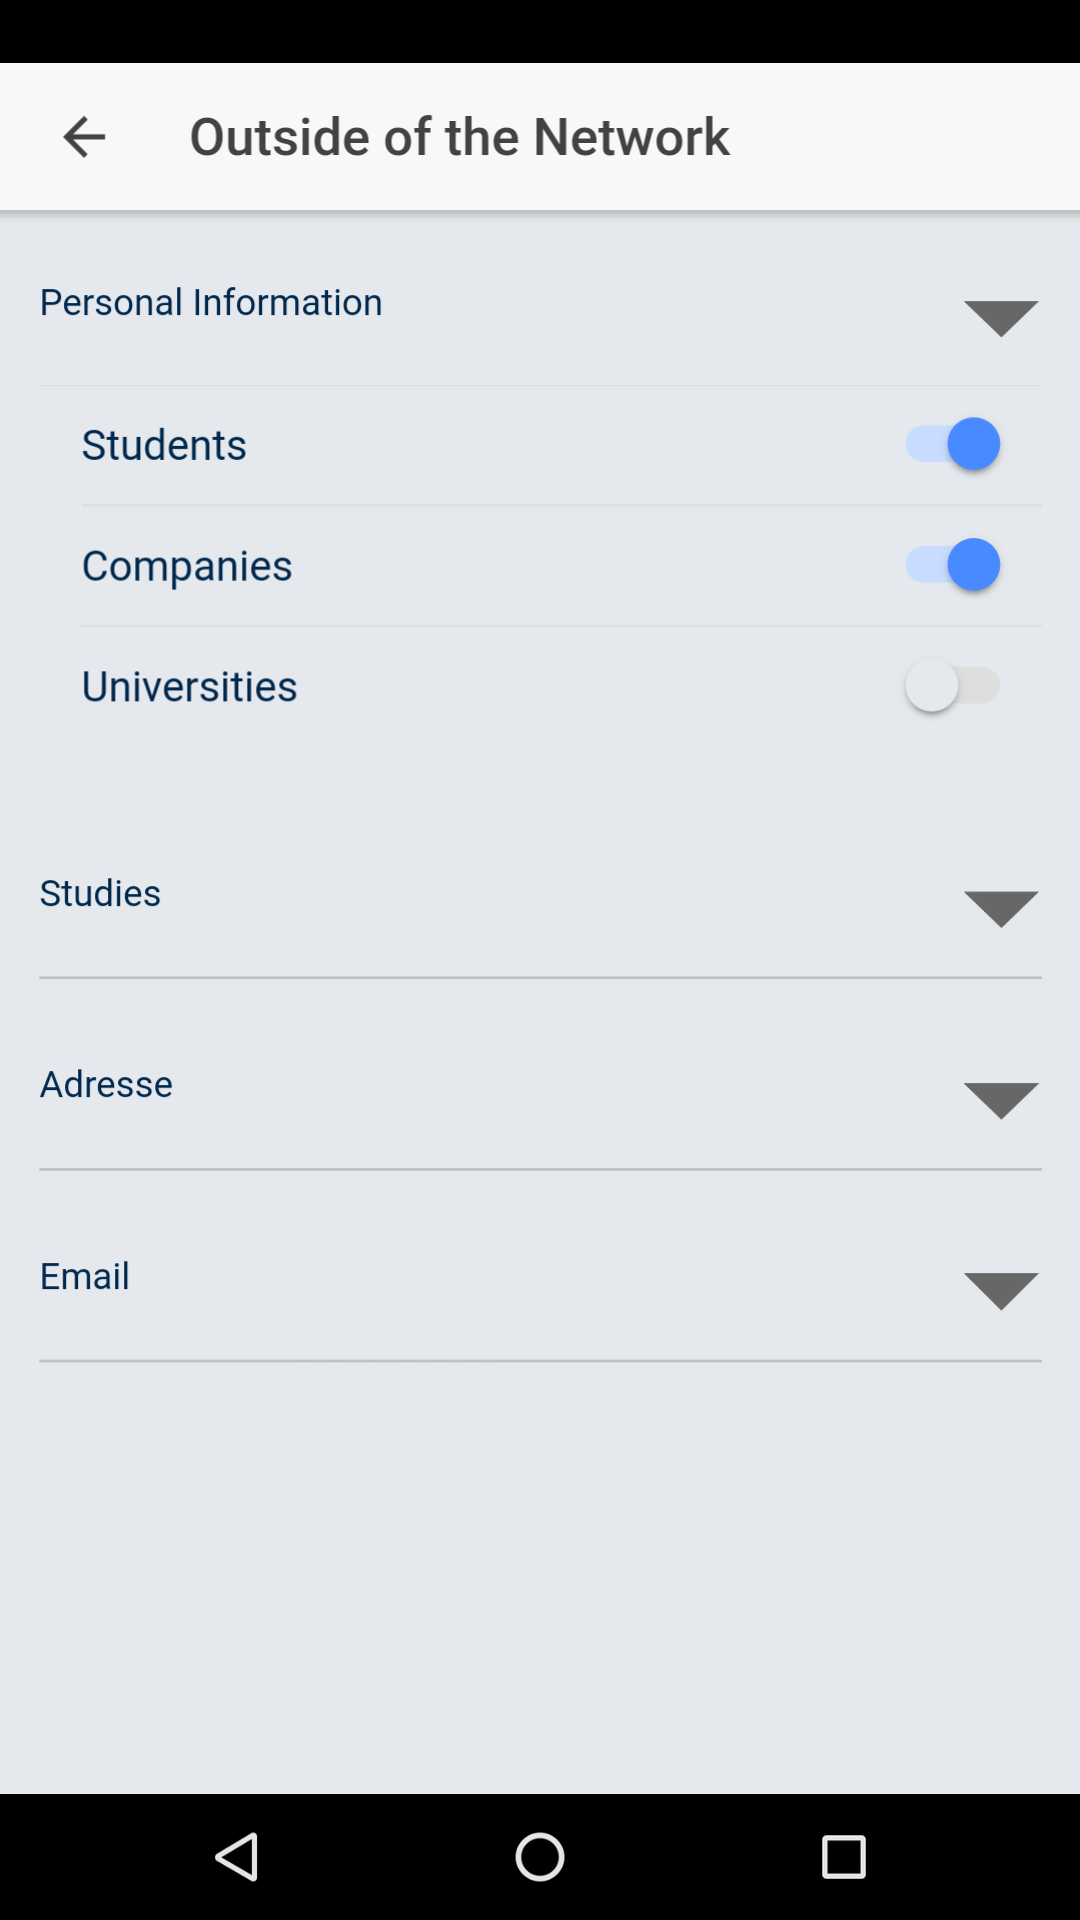 Outside of the Network
Personal Information
Students
Companies
Universities
Studies
Adresse
Email